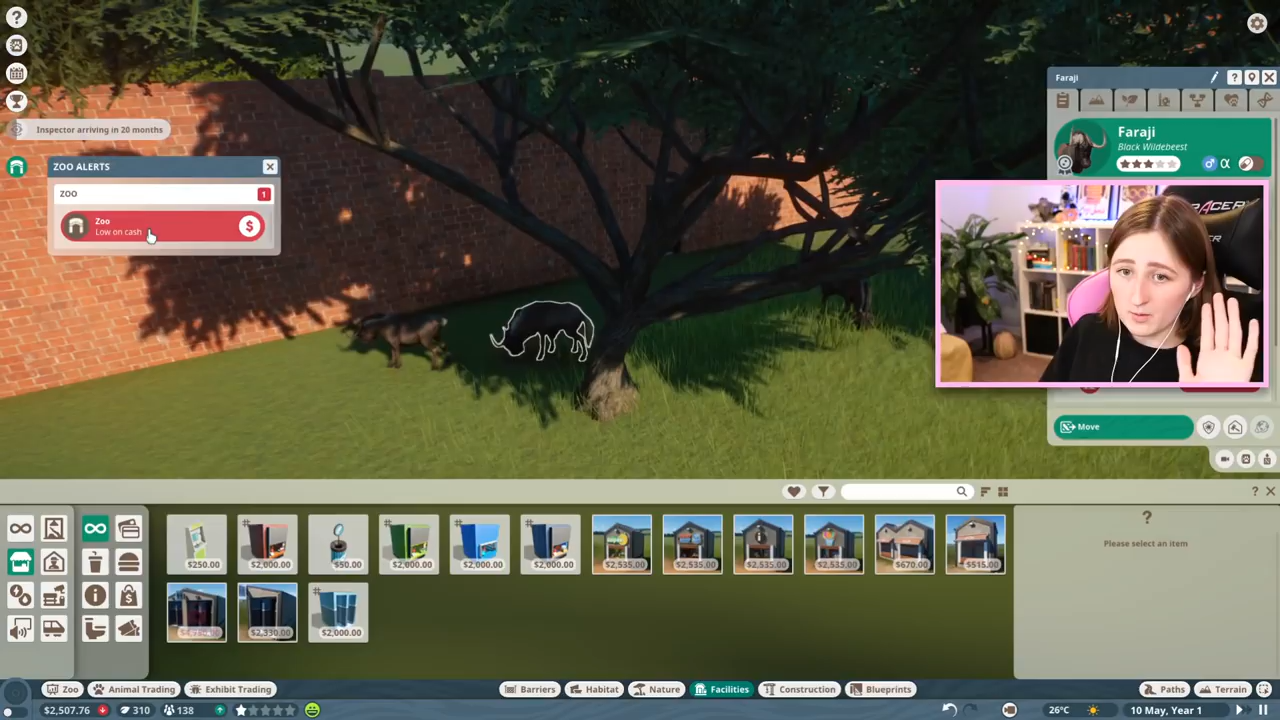 Inspector arriving in 20 months
ZOO ALERTS
ZOO
1
Zoo
Low on cash
$
Faraji
?
Faraji
Black Wildebeest
α
Move
? 
?
Please select an item
$250.00
$2,000.00
$50.00
$2,000.00
$2,000.00
$2,000.00
$2,535.00
$2,535.00
$2,535.00
$2,535.00
$670.00
$515.00
$2,330.00
$2,000.00
Zoo
Animal Trading
Exhibit Trading
Barriers
Habitat
Nature
Facilities
Construction
Blueprints
Paths
Terrain
$2,507.76
310
138
26°C
10 May, Year 1